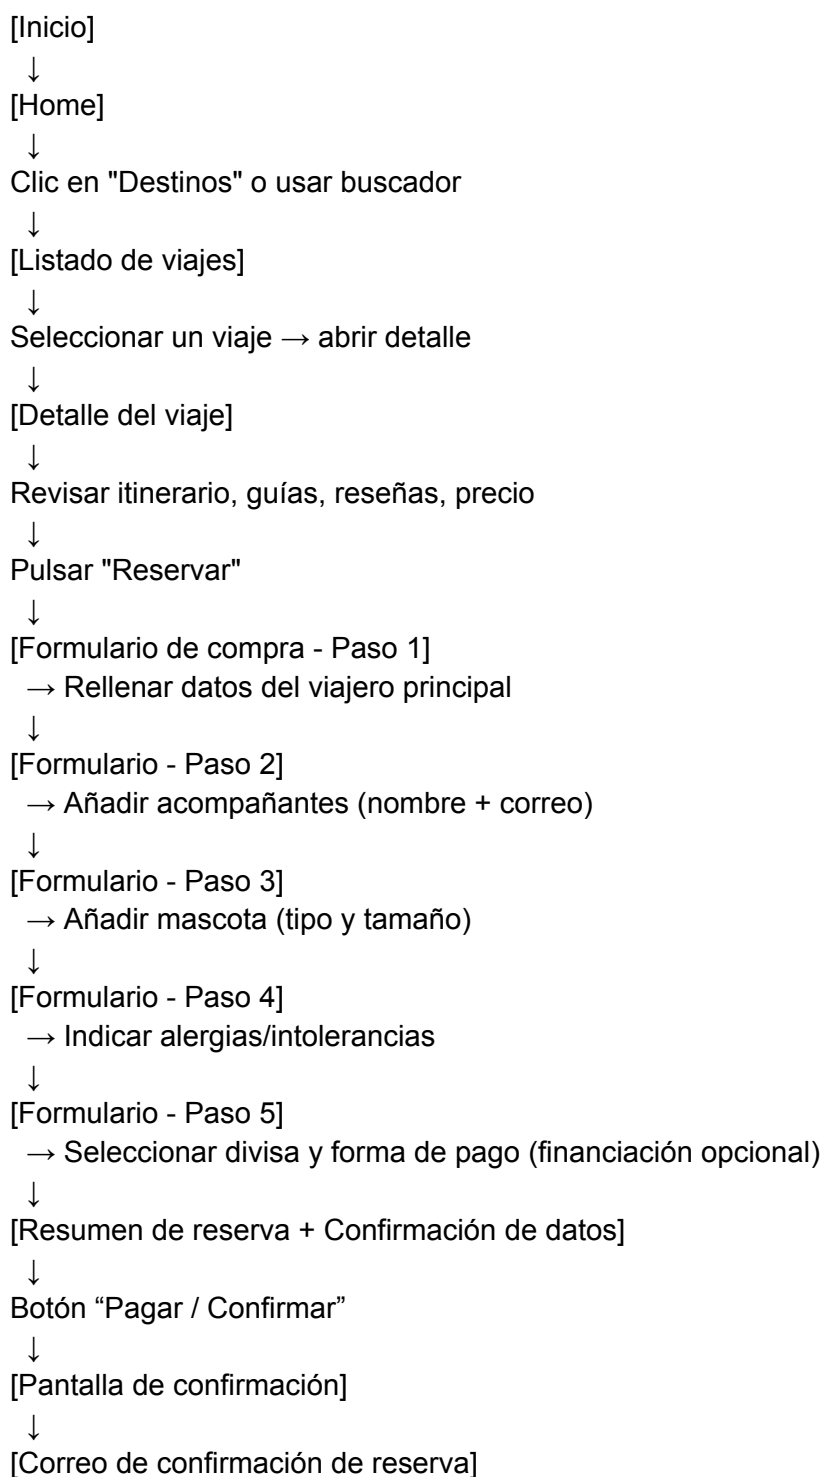 [Inicio]
↓
[Home]
↓
Clic en "Destinos" o usar buscador
↓
[Listado de viajes]
↓
Seleccionar un viaje → abrir detalle
↓
[Detalle del viaje]
↓
Revisar itinerario, guías, reseñas, precio
↓
Pulsar "Reservar"
↓
[Formulario de compra - Paso 1]
→ Rellenar datos del viajero principal
↓
[Formulario - Paso 2]
→ Añadir acompañantes (nombre + correo)
↓
[Formulario - Paso 3]
→ Añadir mascota (tipo y tamaño)
↓
[Formulario - Paso 4]
→ Indicar alergias/intolerancias
↓
[Formulario - Paso 5]
→ Seleccionar divisa y forma de pago (financiación opcional)
↓
[Resumen de reserva + Confirmación de datos]
↓
Botón “Pagar / Confirmar”
↓
[Pantalla de confirmación]
↓
[Correo de confirmación de reserva]